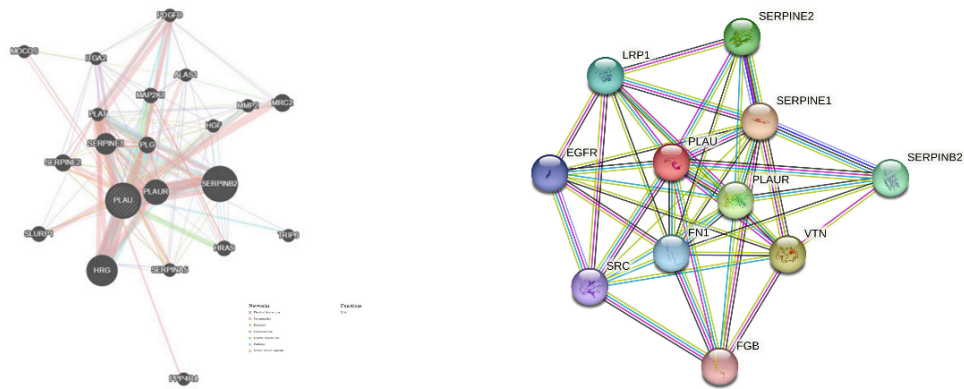 PDGFB
MOCOS
ITGA2
ALAS1
MAP2K1
MMP2
MRC2
PLAT
HGF
SERPINE1
PLG
SERPINE2
SERPINB2
PLAU
PLAUR
SLURP1
HRAS
TRIP6
HRG
SERPINA5
Networks
Functions
PPP4R4
SERPINE2
LRP1
SERPINE1
PLAU
EGFR
SERPINB2
PLAUR
FN1
VTN
SRC
FGB